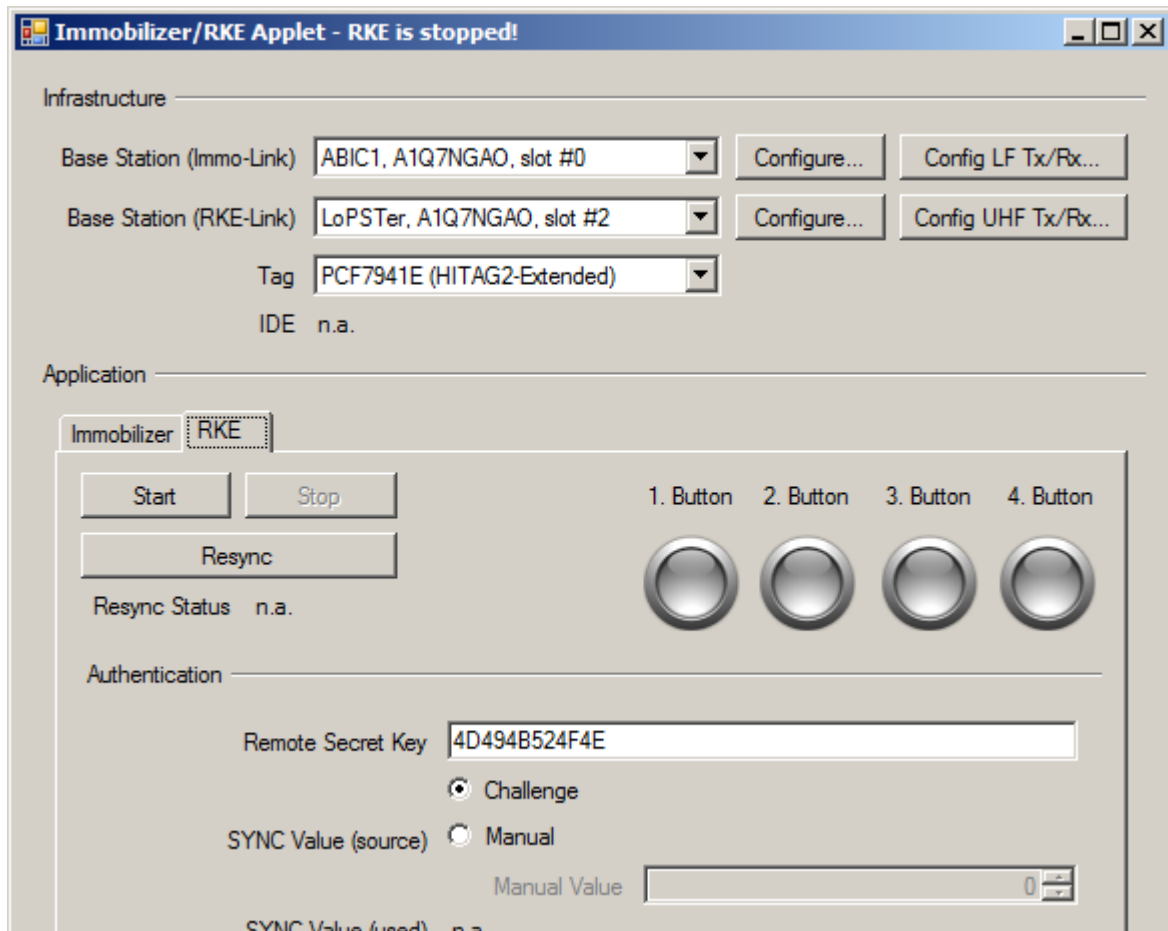 Immobilizer/RKE Applet - RKE is stopped!
Infrastructure
Base Station (Immo-Link) ABIC1, A1Q7NGAO, slot #0 Configure... Config LF Tx/Rx...
Base Station (RKE-Link) LoPSTer, A1Q7NGAO, slot #2 Configure... Config UHF Tx/Rx...
Tag PCF7941E (HITAG2-Extended)
IDE n.a.
Application
Immobilizer RKE
Start Stop 1. Button 2. Button 3. Button 4. Button
Resync
Resync Status n.a.
Authentication
Remote Secret Key 4D494B524F4E
Challenge
SYNC Value (source) Manual
Manual Value 0
SYNC Value (used) n.a.